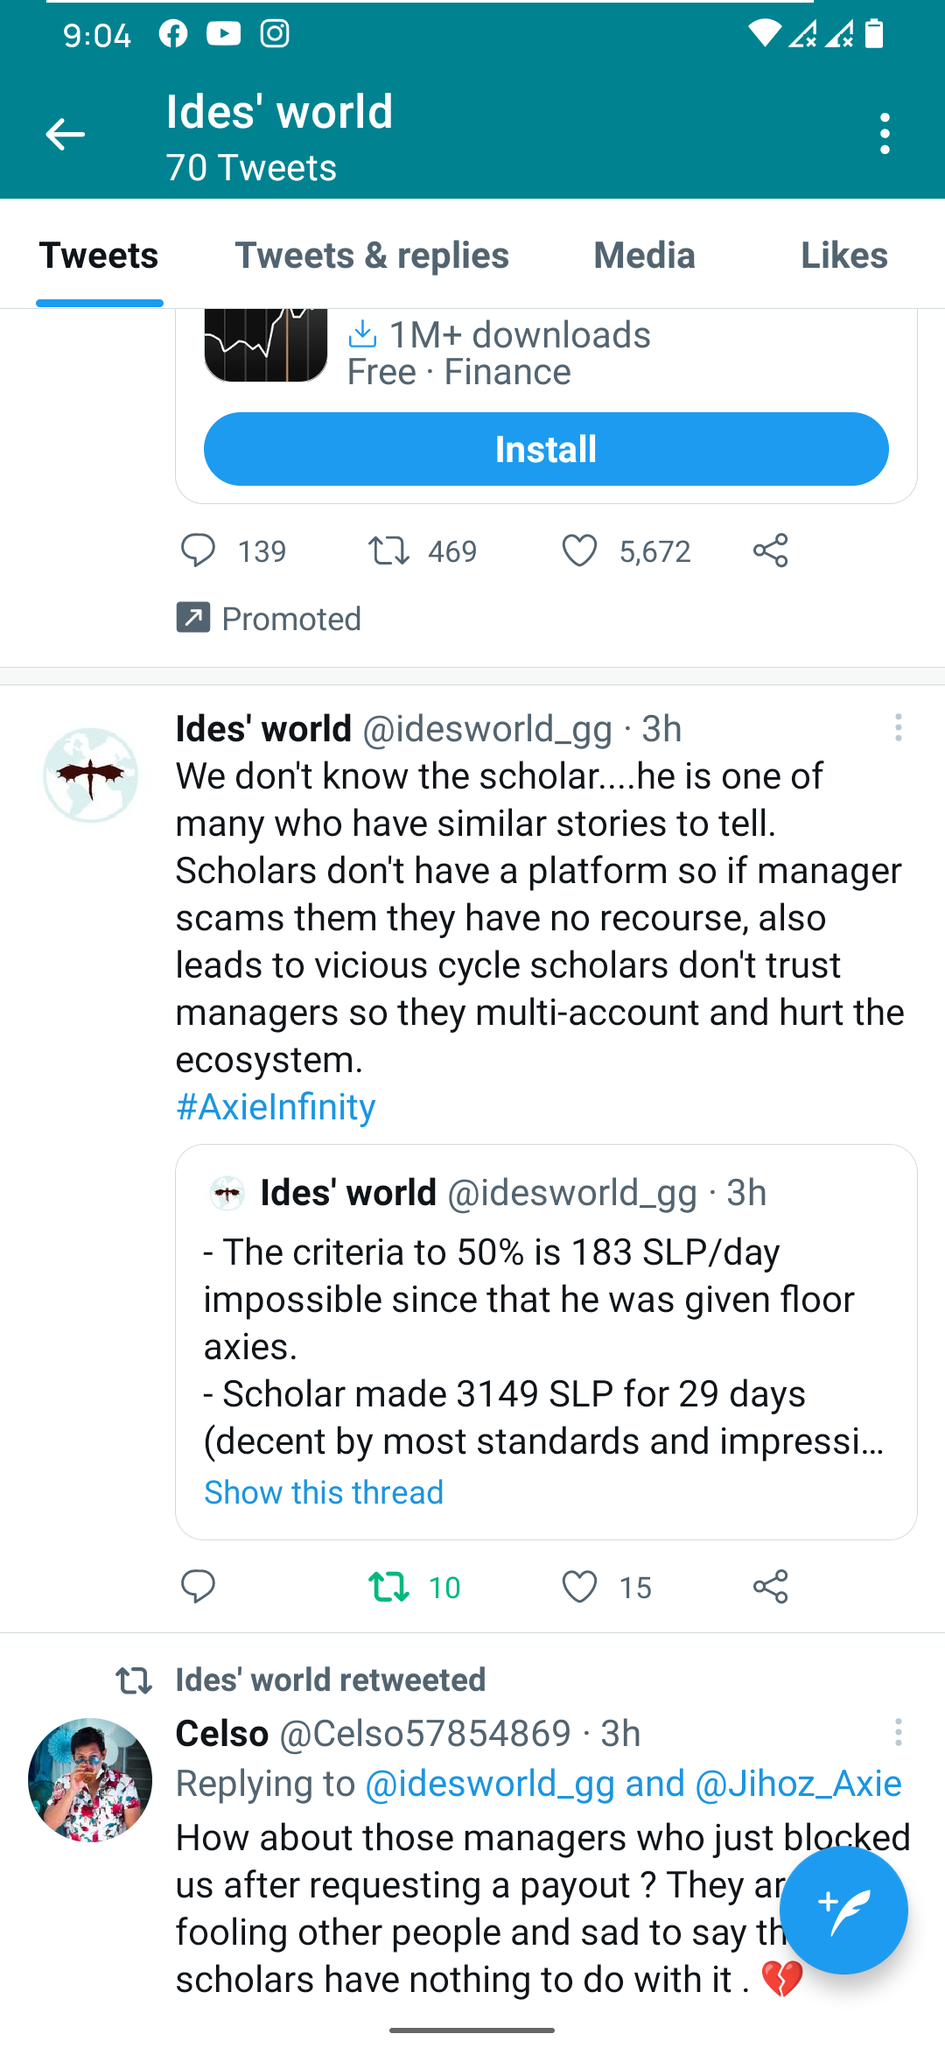 9:04
Ides' world
70 Tweets
Tweets
Tweets & replies
Media
Likes
1M+ downloads
Free · Finance
Install
139
469
5,672
Promoted
Ides' world @idesworld_gg · 3h
We don't know the scholar....he is one of
many who have similar stories to tell.
Scholars don't have a platform so if manager
scams them they have no recourse, also
leads to vicious cycle scholars don't trust
managers so they multi-account and hurt the
ecosystem.
#AxieInfinity
Ides' world @idesworld_gg · 3h
- The criteria to 50% is 183 SLP/day
impossible since that he was given floor
axies.
- Scholar made 3149 SLP for 29 days
(decent by most standards and impressi...
Show this thread
10
15
Ides' world retweeted
Celso @Celso57854869 · 3h
Replying to @idesworld_gg and @Jihoz_Axie
How about those managers who just blocked
us after requesting a payout ? They
fooling other people and sad to say
scholars have nothing to do with it . 💔